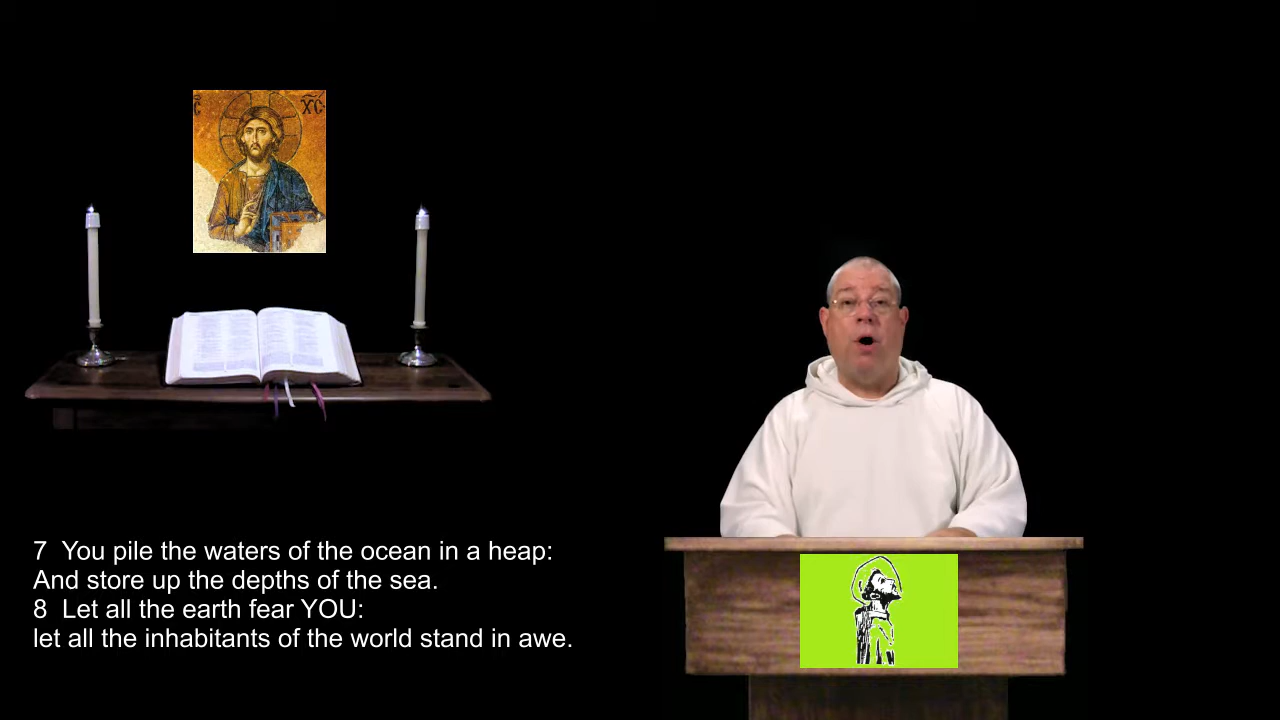 XC
7 You pile the waters of the ocean in a heap:
And store up the depths of the sea.
8 Let all the earth fear YOU:
let all the inhabitants of the world stand in awe.